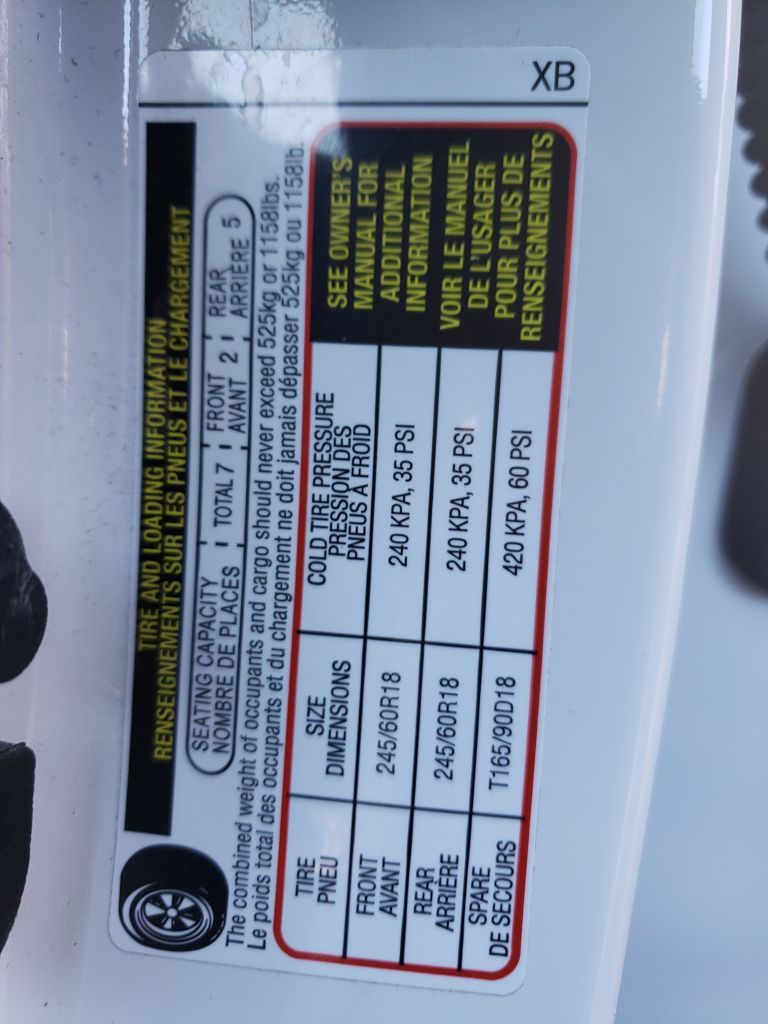 TIRE AND LOADING INFORMATION
RENSEIGNEMENTS SUR LES PNEUS ET LE CHARGEMENT
SEATING CAPACITY
NOMBRE DE PLACES
TOTAL 7
FRONT
AVANT 2
REAR
ARRIÈRE 5
The combined weight of occupants and cargo should never exceed 525kg or 1158lbs.
Le poids total des occupants et du chargement ne doit jamais dépasser 525kg ou 1158lb.
TIRE
PNEU
SIZE
DIMENSIONS
COLD TIRE PRESSURE
PRESSION DES
PNEUS À FROID
FRONT
AVANT
245/60R18
240 KPA, 35 PSI
REAR
ARRIÈRE
245/60R18
240 KPA, 35 PSI
SPARE
DE SECOURS
T165/90D18
420 KPA, 60 PSI
SEE OWNER'S
MANUAL FOR
ADDITIONAL
INFORMATION
VOIR LE MANUEL
DE L'USAGER
POUR PLUS DE
RENSEIGNEMENTS
XB